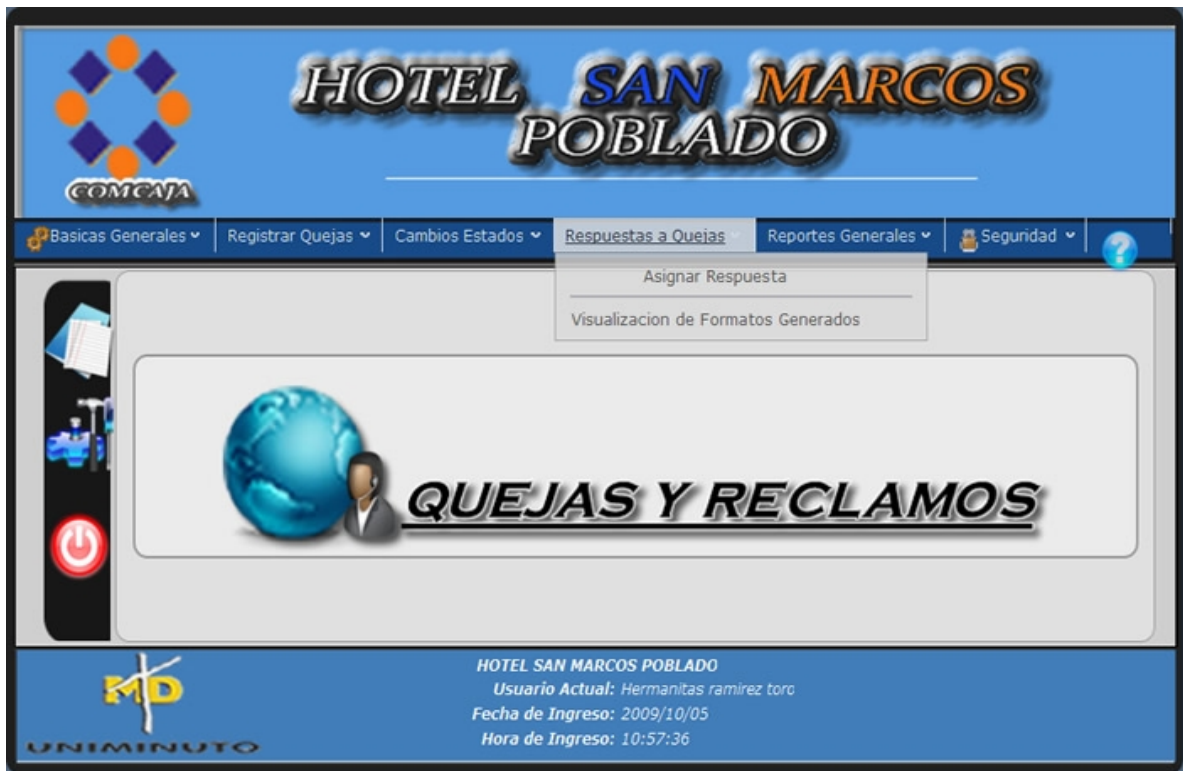 HOTEL SAN MARCOS
POBLADO
COMCAJA
Basicas Generales
Registrar Quejas
Cambios Estados
Respuestas a Quejas
Reportes Generales
Seguridad
?
Asignar Respuesta
Visualizacion de Formatos Generados
QUEJAS Y RECLAMOS
MD
UNIMINUTO
HOTEL SAN MARCOS POBLADO
Usuario Actual: Hermanitas ramirez toro
Fecha de Ingreso: 2009/10/05
Hora de Ingreso: 10:57:36